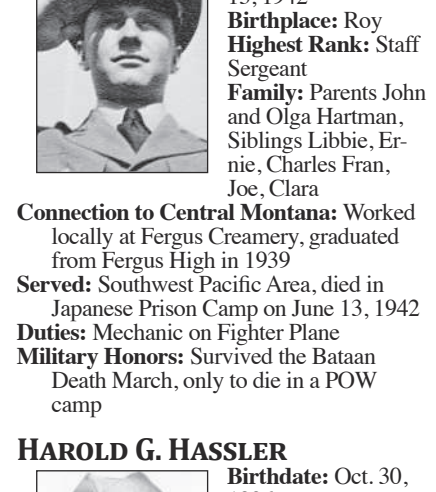 13, 1942
Birthplace: Roy
Highest Rank: Staff
Sergeant
Family: Parents John
and Olga Hartman,
Siblings Libbie, Er-
nie, Charles Fran,
Joe, Clara
Connection to Central Montana: Worked
locally at Fergus Creamery, graduated
from Fergus High in 1939
Served: Southwest Pacific Area, died in
Japanese Prison Camp on June 13, 1942
Duties: Mechanic on Fighter Plane
Military Honors: Survived the Bataan
Death March, only to die in a POW
camp
HAROLD G. HASSLER
Birthdate: Oct. 30,